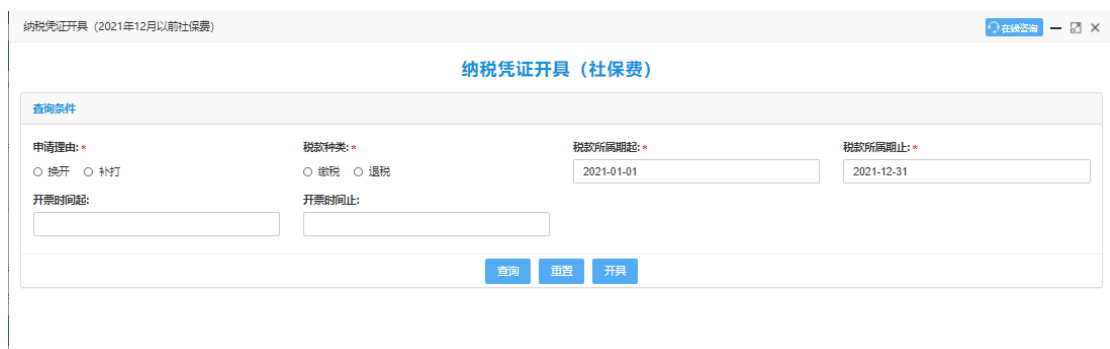 纳税凭证开具（2021年12月以前社保费） 在线咨询
纳税凭证开具（社保费）
查询条件
申请理由:* 税款种类:* 税款所属期起:* 税款所属期止:*
换开 补打 缴税 退税 2021-01-01 2021-12-31
开票时间起: 开票时间止:
查询 重置 开具